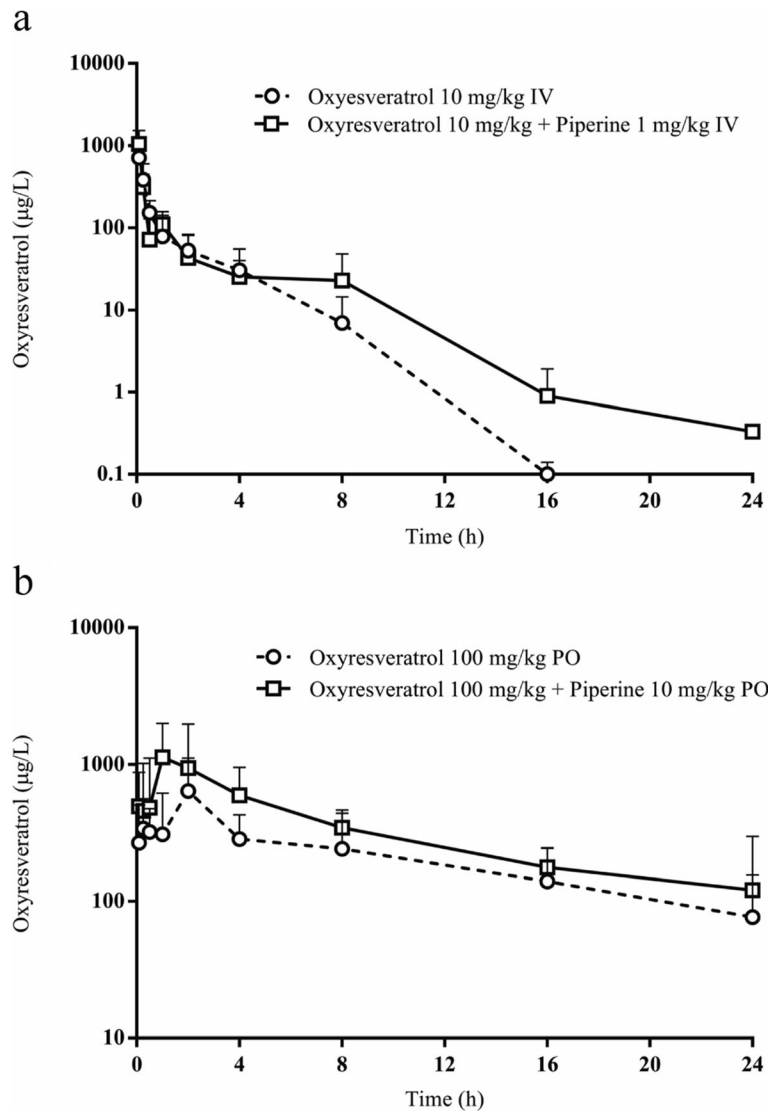 a
10000
1000
100
10
1
0.1
Oxyresveratrol (μg/L)
Oxyesveratrol 10 mg/kg IV
Oxyresveratrol 10 mg/kg + Piperine 1 mg/kg IV
0 4 8 12 16 20 24
Time (h)
b
10000
1000
100
10
Oxyresveratrol (μg/L)
Oxyresveratrol 100 mg/kg PO
Oxyresveratrol 100 mg/kg + Piperine 10 mg/kg PO
0 4 8 12 16 20 24
Time (h)